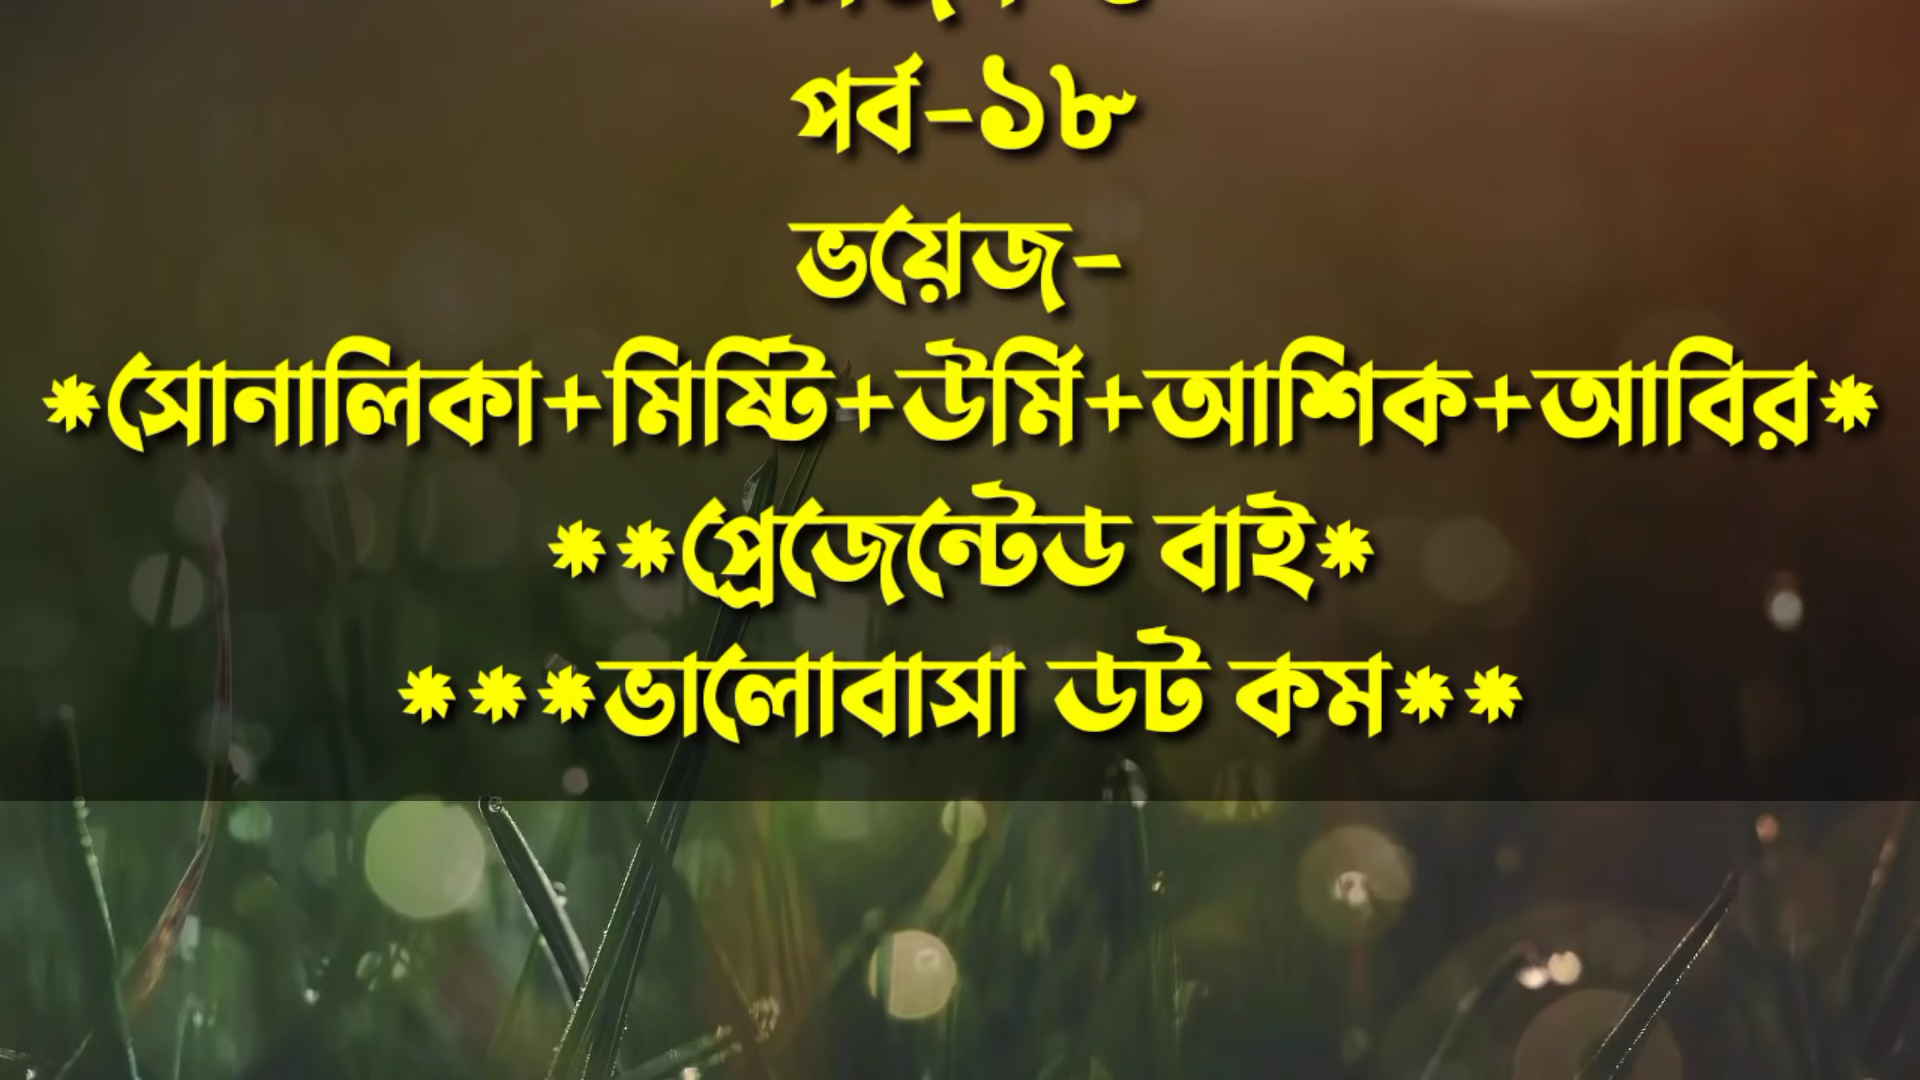 পর্ব-১৮
ভয়েজ-
*সোনালিকা+মিষ্টি+উর্মি+আশিক+আবির*
**প্রেজেন্টেড বাই*
***ভালোবাসা ডট কম**